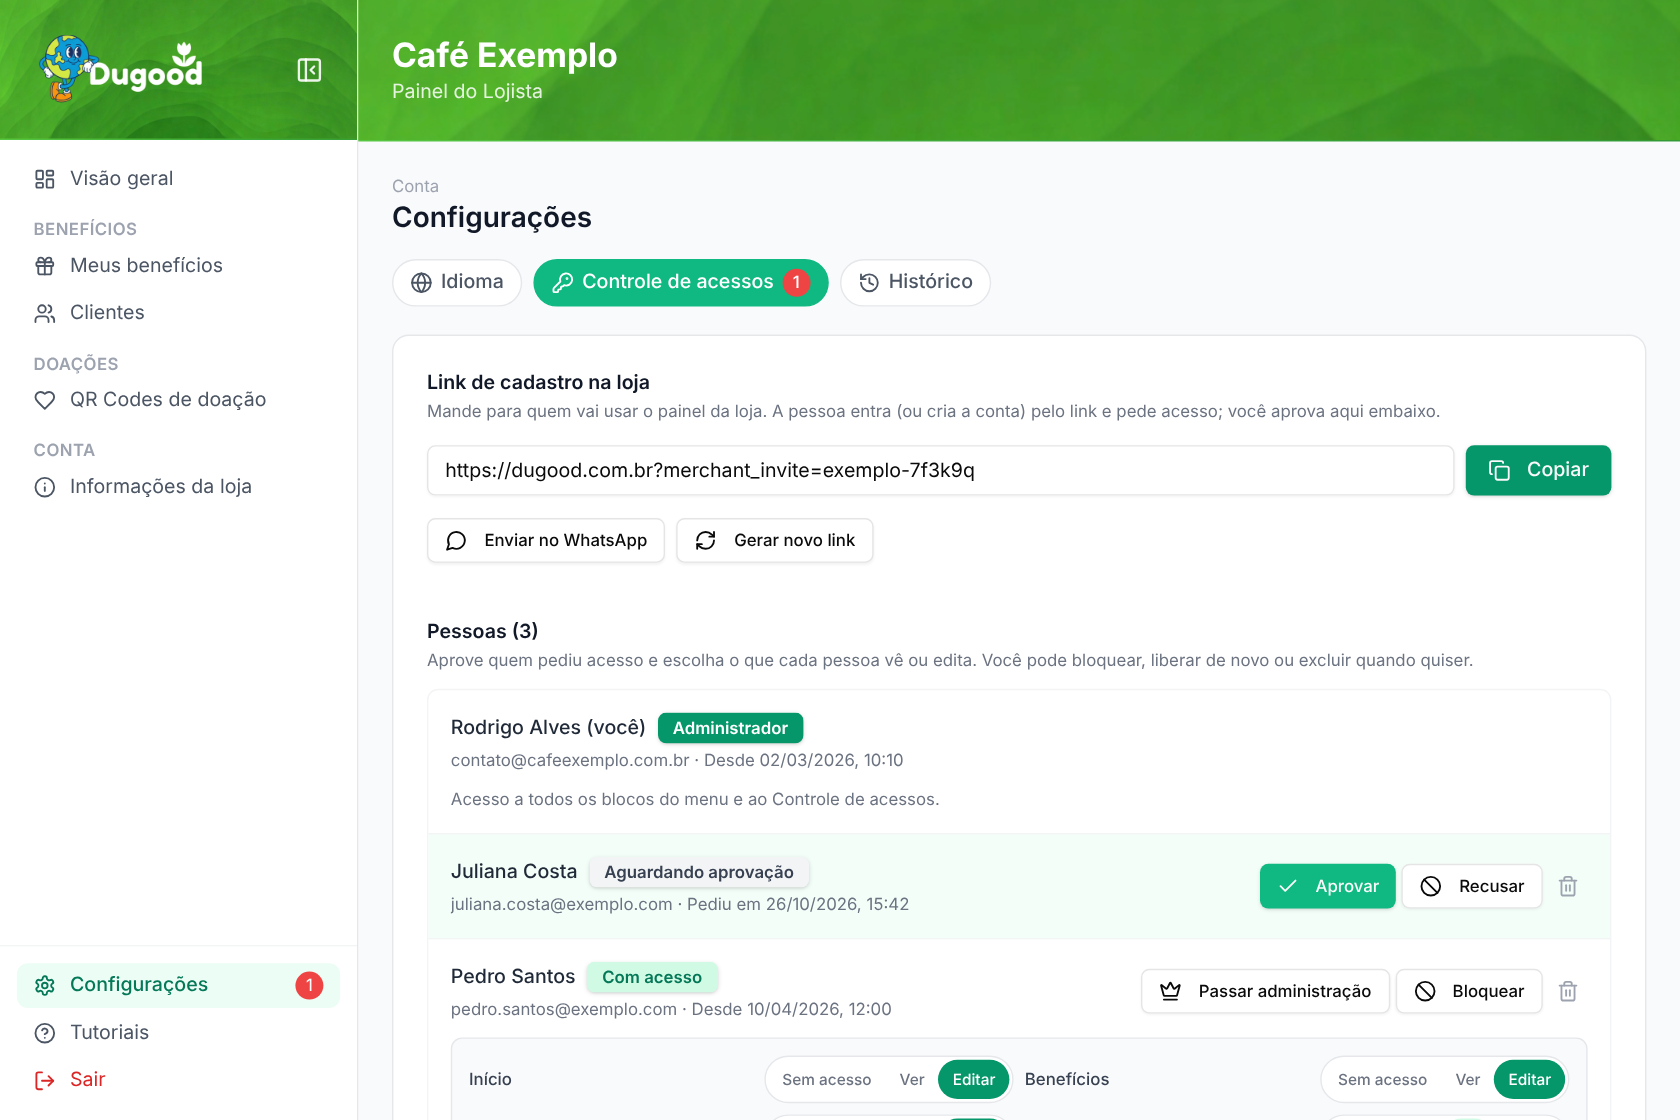 Dugood
Café Exemplo
Painel do Lojista
Visão geral
BENEFÍCIOS
Meus benefícios
Clientes
DOAÇÕES
QR Codes de doação
CONTA
Informações da loja
Configurações 1
Tutoriais
Sair
Conta
Configurações
Idioma
Controle de acessos 1
Histórico
Link de cadastro na loja
Mande para quem vai usar o painel da loja. A pessoa entra (ou cria a conta) pelo link e pede acesso; você aprova aqui embaixo.
https://dugood.com.br?merchant_invite=exemplo-7f3k9q
Copiar
Enviar no WhatsApp
Gerar novo link
Pessoas (3)
Aprove quem pediu acesso e escolha o que cada pessoa vê ou edita. Você pode bloquear, liberar de novo ou excluir quando quiser.
Rodrigo Alves (você) Administrador
contato@cafeexemplo.com.br · Desde 02/03/2026, 10:10
Acesso a todos os blocos do menu e ao Controle de acessos.
Juliana Costa Aguardando aprovação
juliana.costa@exemplo.com · Pediu em 26/10/2026, 15:42
Aprovar
Recusar
Pedro Santos Com acesso
pedro.santos@exemplo.com · Desde 10/04/2026, 12:00
Passar administração
Bloquear
Início Sem acesso Ver Editar
Benefícios Sem acesso Ver Editar